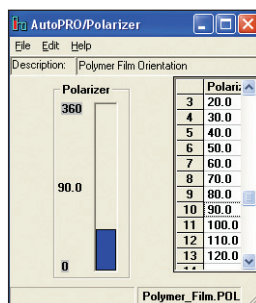 AutoPRO/Polarizer
File Edit Help
Description: Polymer Film Orientation
Polarizer
360
90.0
0
Polari:
3 20.0
4 30.0
5 40.0
6 50.0
7 60.0
8 70.0
9 80.0
10 90.0
11 100.0
12 110.0
13 120.0
Polymer_Film.POL